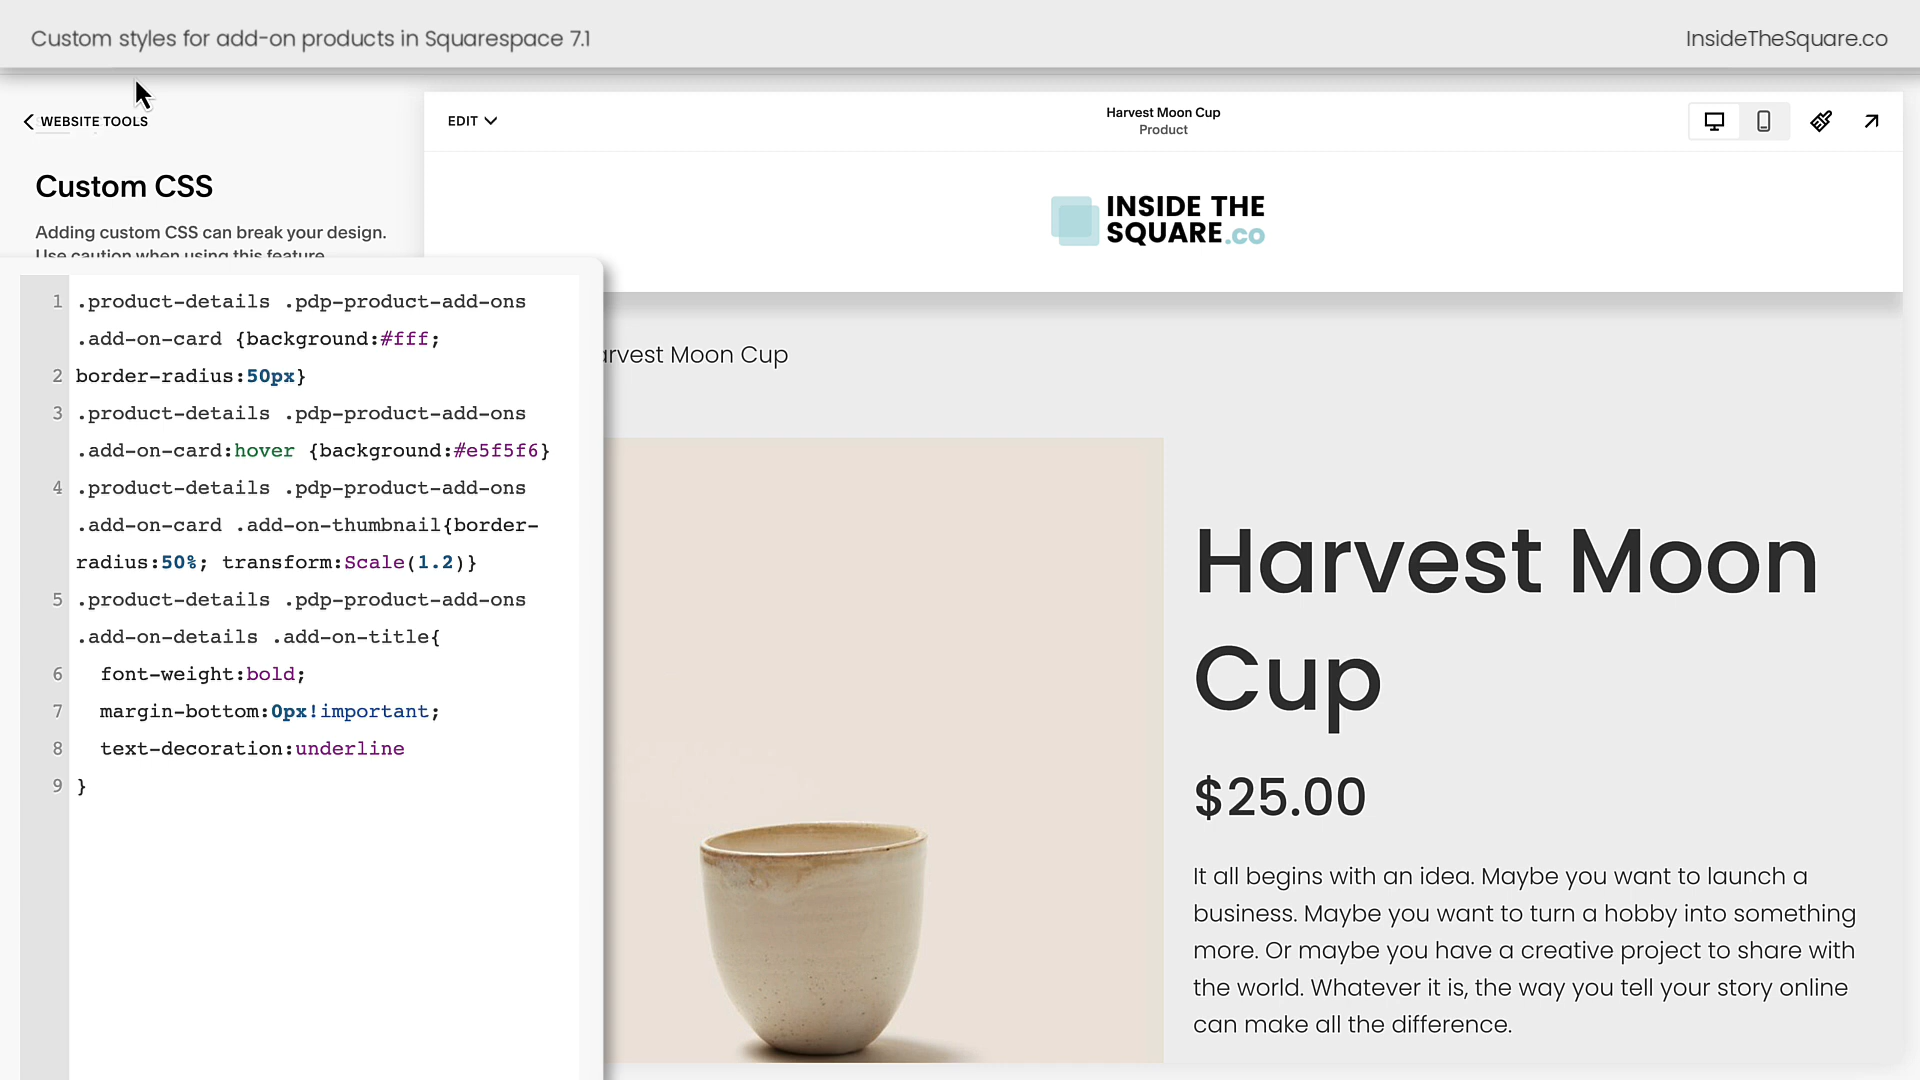 Custom styles for add-on products in Squarespace 7.1
InsideTheSquare.co
WEBSITE TOOLS
EDIT
Harvest Moon Cup
Product
Custom CSS
Adding custom CSS can break your design.
Use caution when using this feature.
INSIDE THE
SQUARE.co
1 .product-details .pdp-product-add-ons
.add-on-card {background:#fff;
2 border-radius:50px}
3 .product-details .pdp-product-add-ons
.add-on-card:hover {background:#e5f5f6}
4 .product-details .pdp-product-add-ons
.add-on-card .add-on-thumbnail{border-
radius:50%; transform:Scale(1.2)}
5 .product-details .pdp-product-add-ons
.add-on-details .add-on-title{
6 font-weight:bold;
7 margin-bottom:0px!important;
8 text-decoration:underline
9 }
arvest Moon Cup
Harvest Moon
Cup
$25.00
It all begins with an idea. Maybe you want to launch a
business. Maybe you want to turn a hobby into something
more. Or maybe you have a creative project to share with
the world. Whatever it is, the way you tell your story online
can make all the difference.